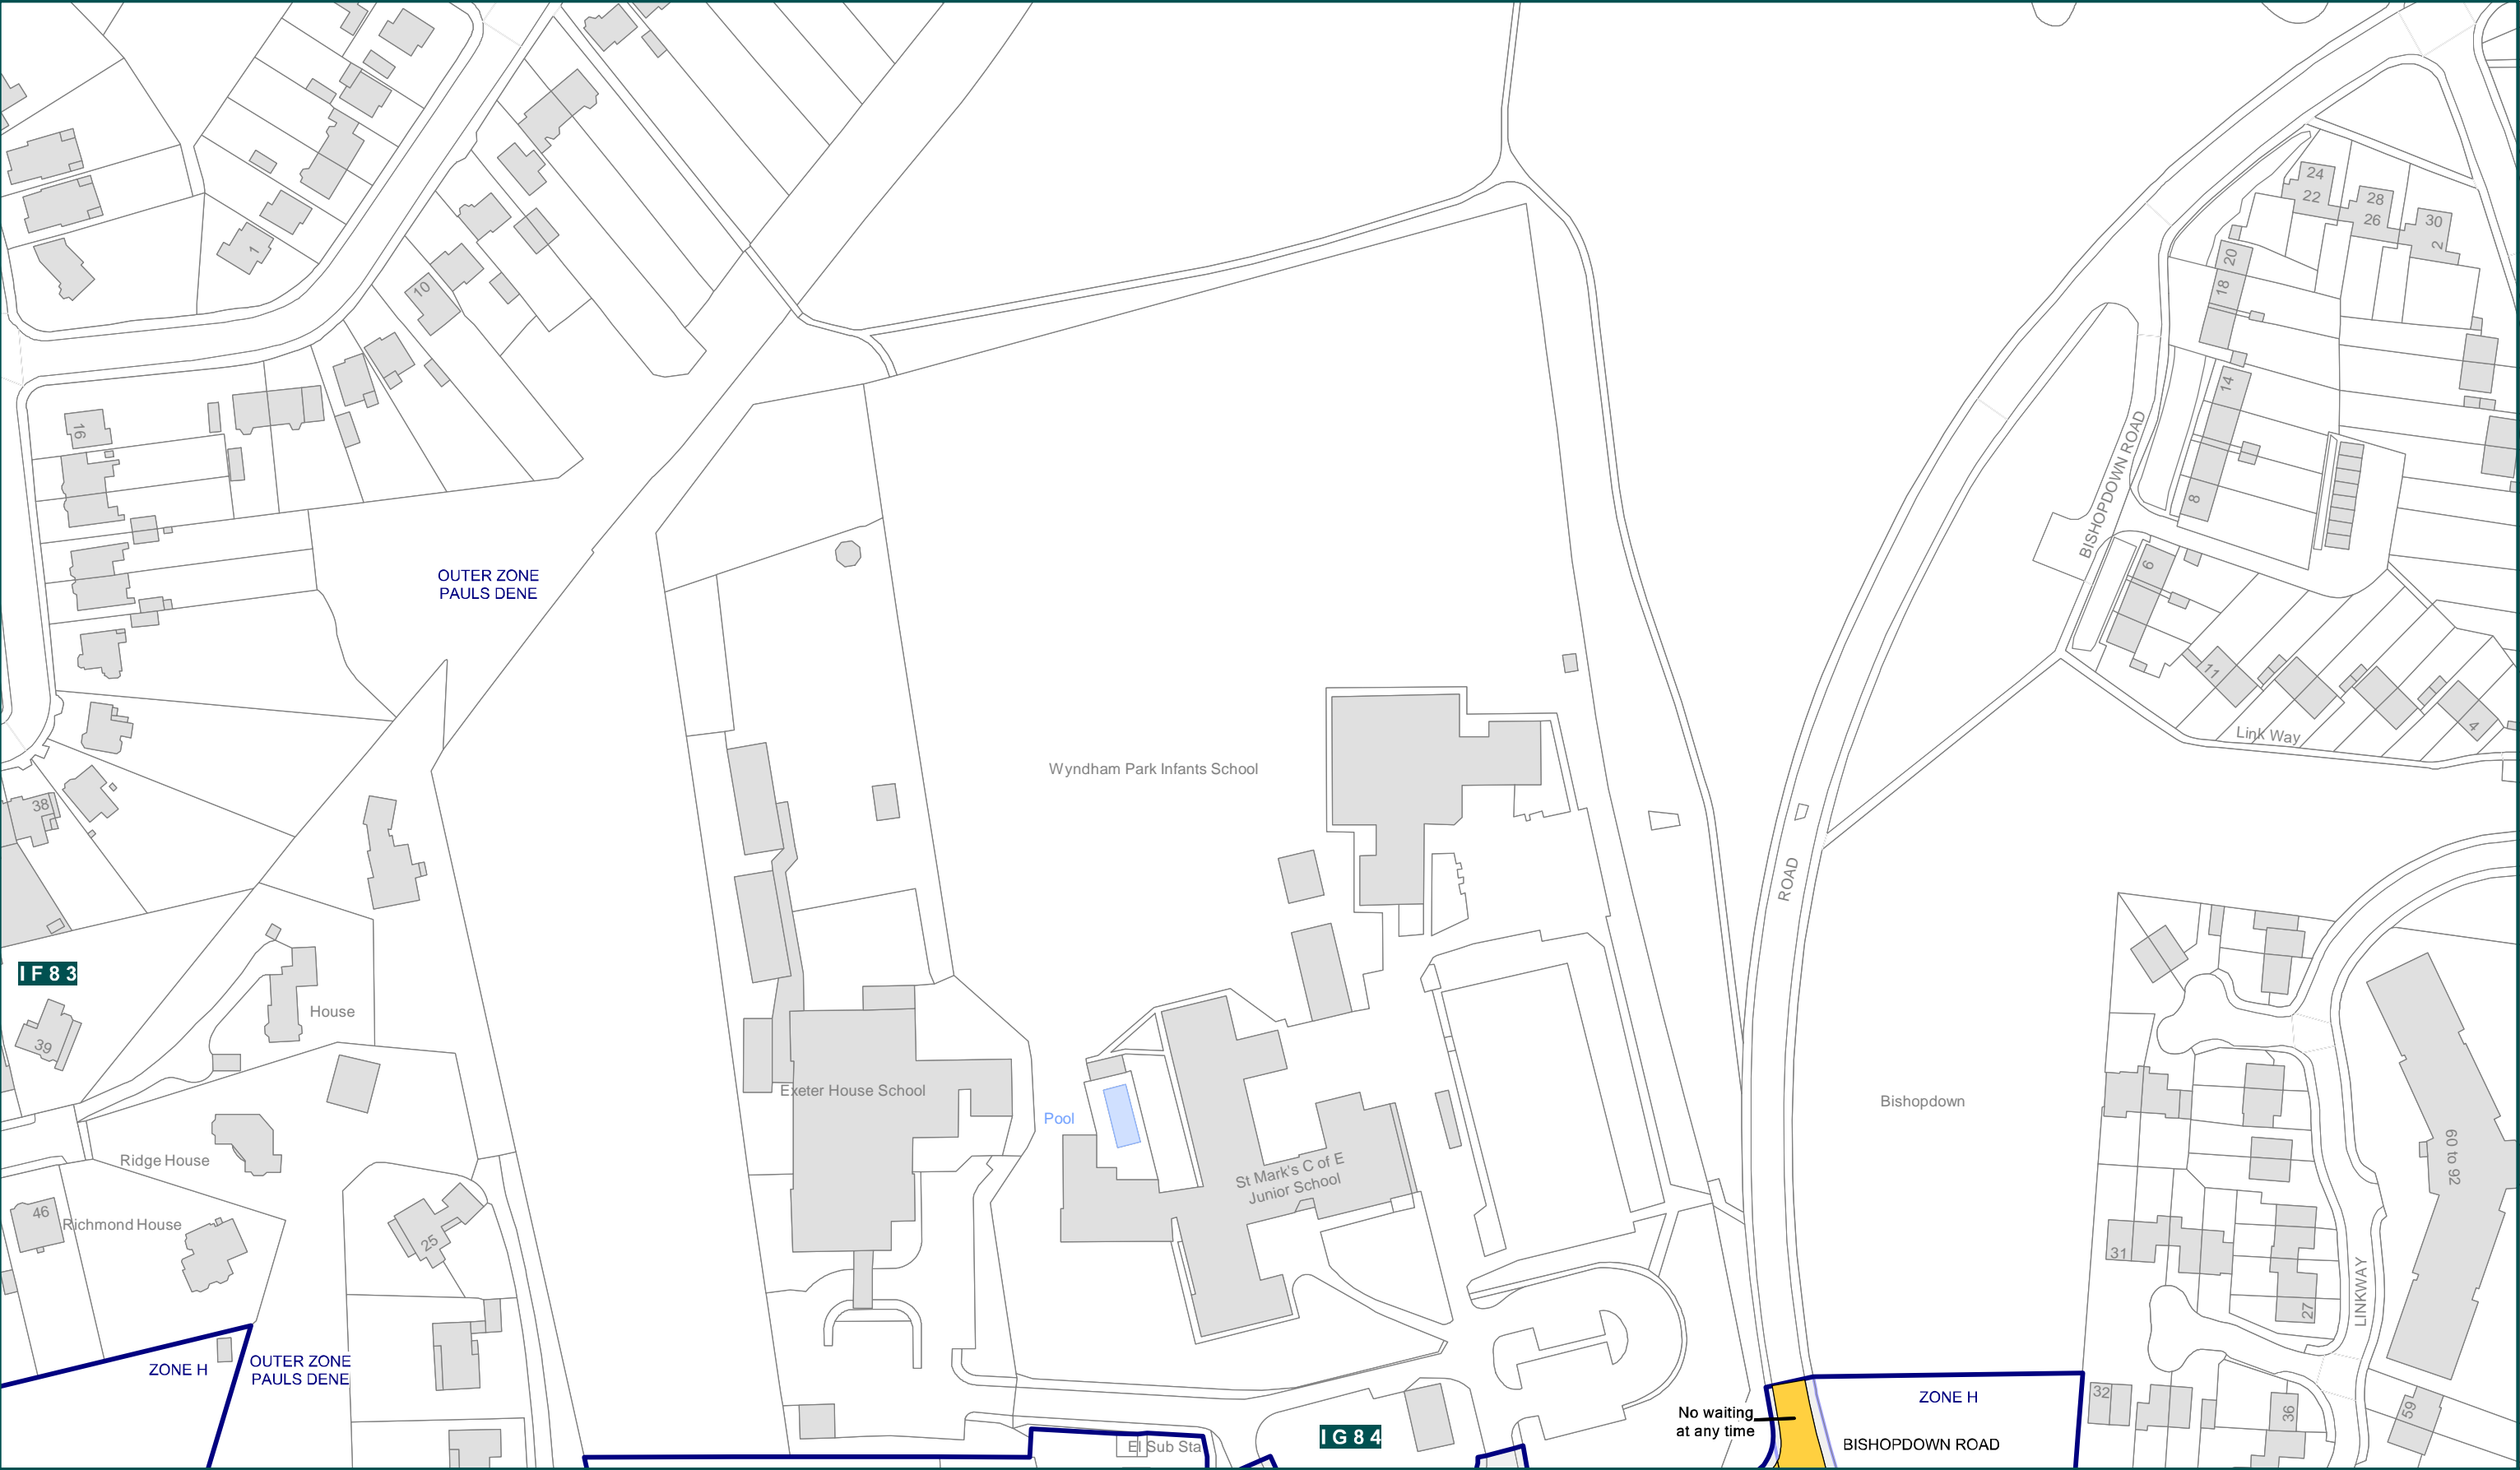 24
22
28
26
30
2
20
18
1
10
14
16
8
BISHOPDOWN ROAD
OUTER ZONE
PAULS DENE
6
11
4
Link Way
Wyndham Park Infants School
38
ROAD
IF83
House
39
Exeter House School
Pool
Bishopdown
60 to 92
Ridge House
St Mark's C of E
Junior School
46
Richmond House
25
31
27
LINKWAY
ZONE H
OUTER ZONE
PAULS DENE
32
36
59
ZONE H
No waiting
at any time
BISHOPDOWN ROAD
IG84
El Sub Sta